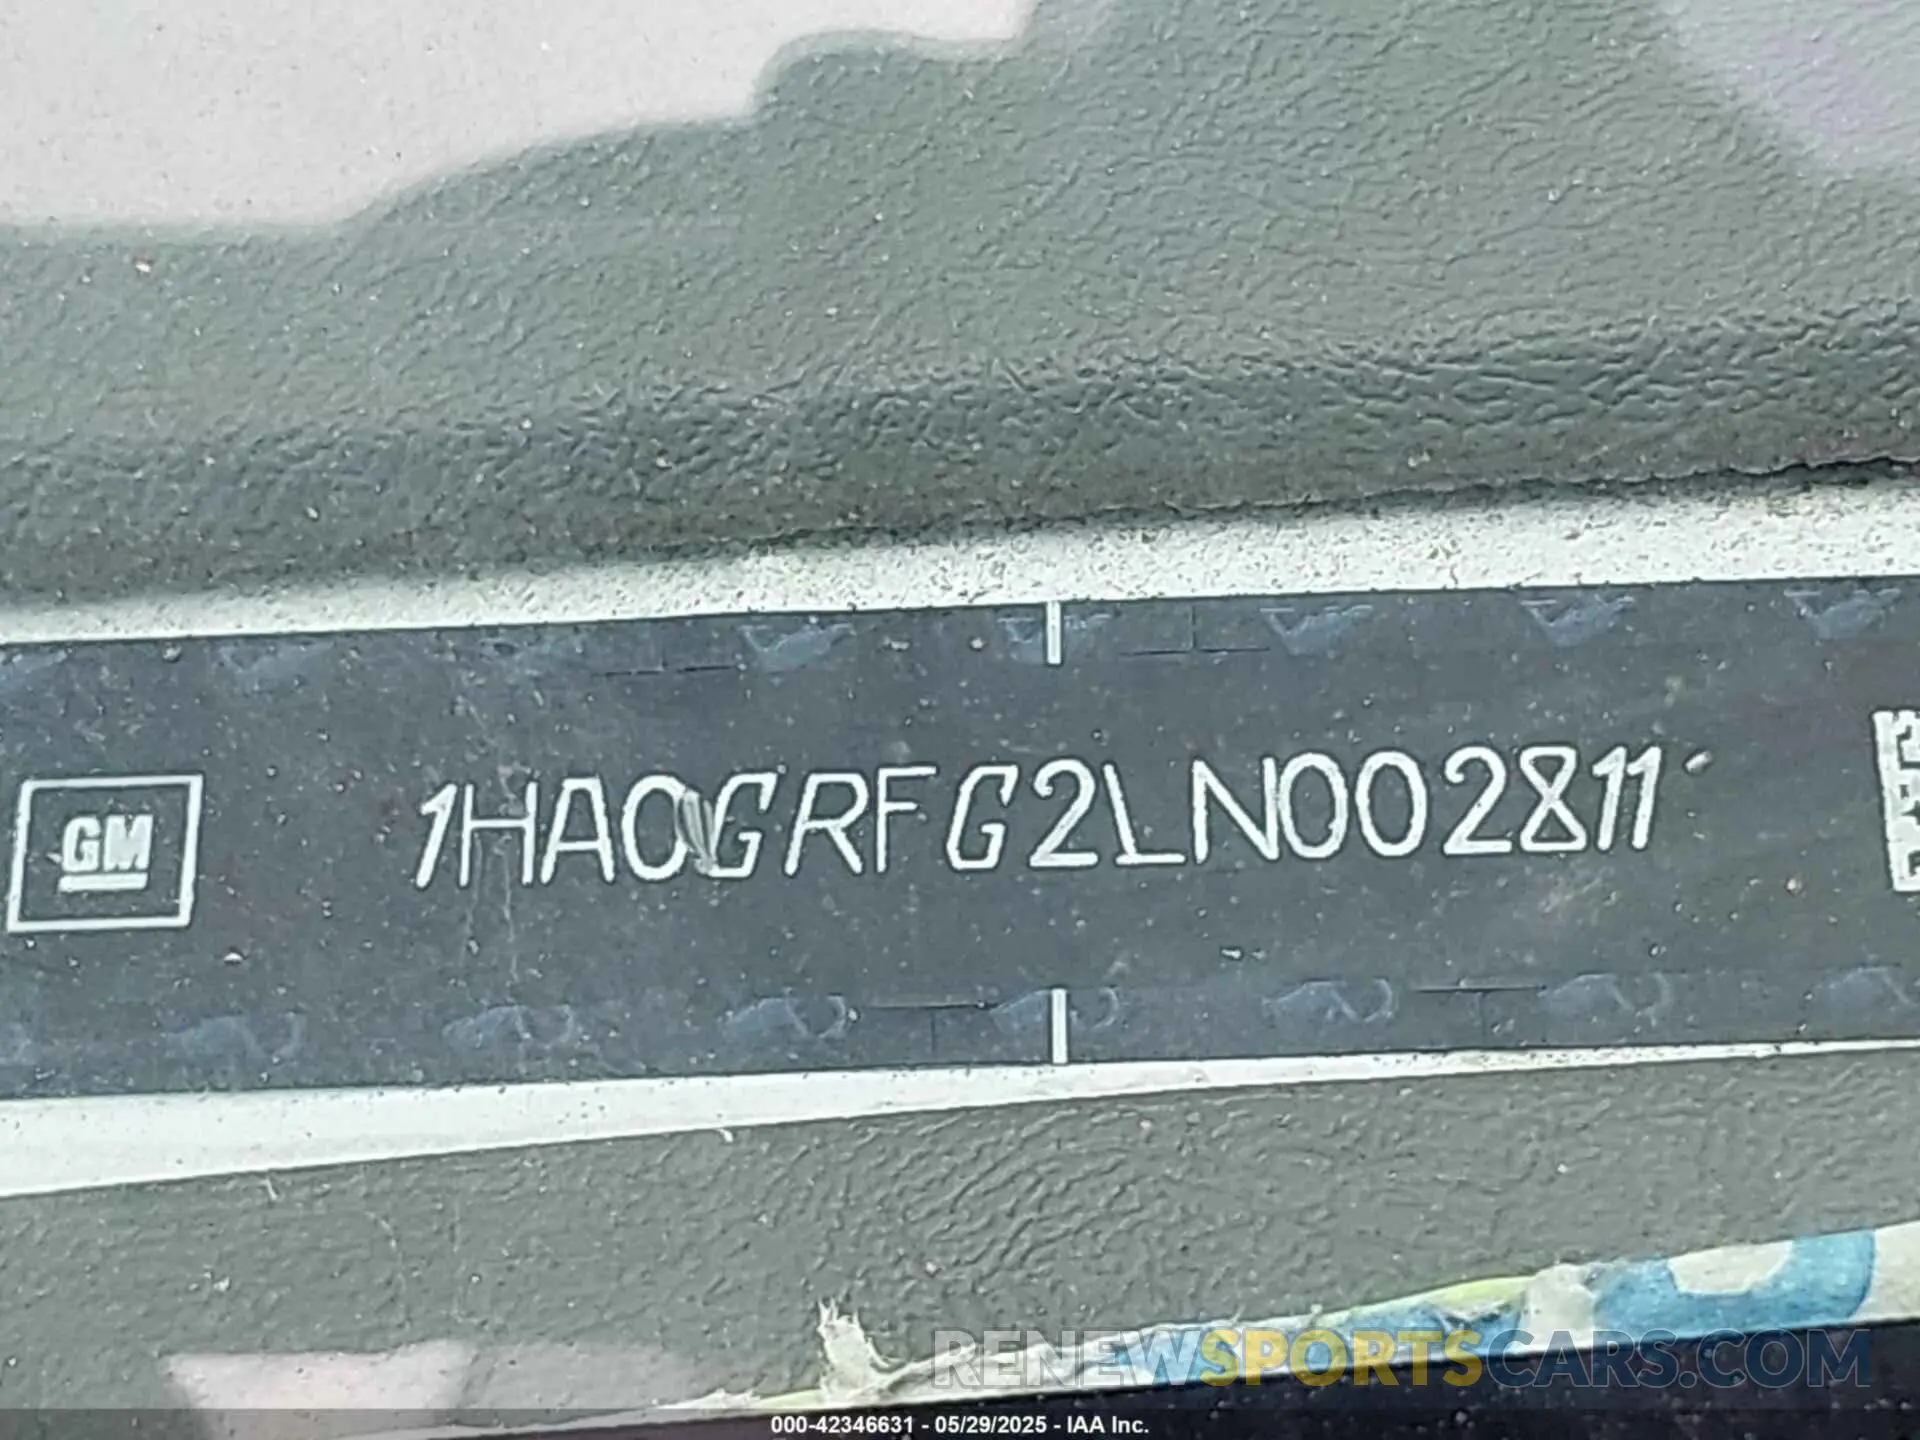 GM 1HA0GRFG2LN002811
RENEWSPORTSCARS.COM
000-42346631 - 05/29/2025 - IAA Inc.